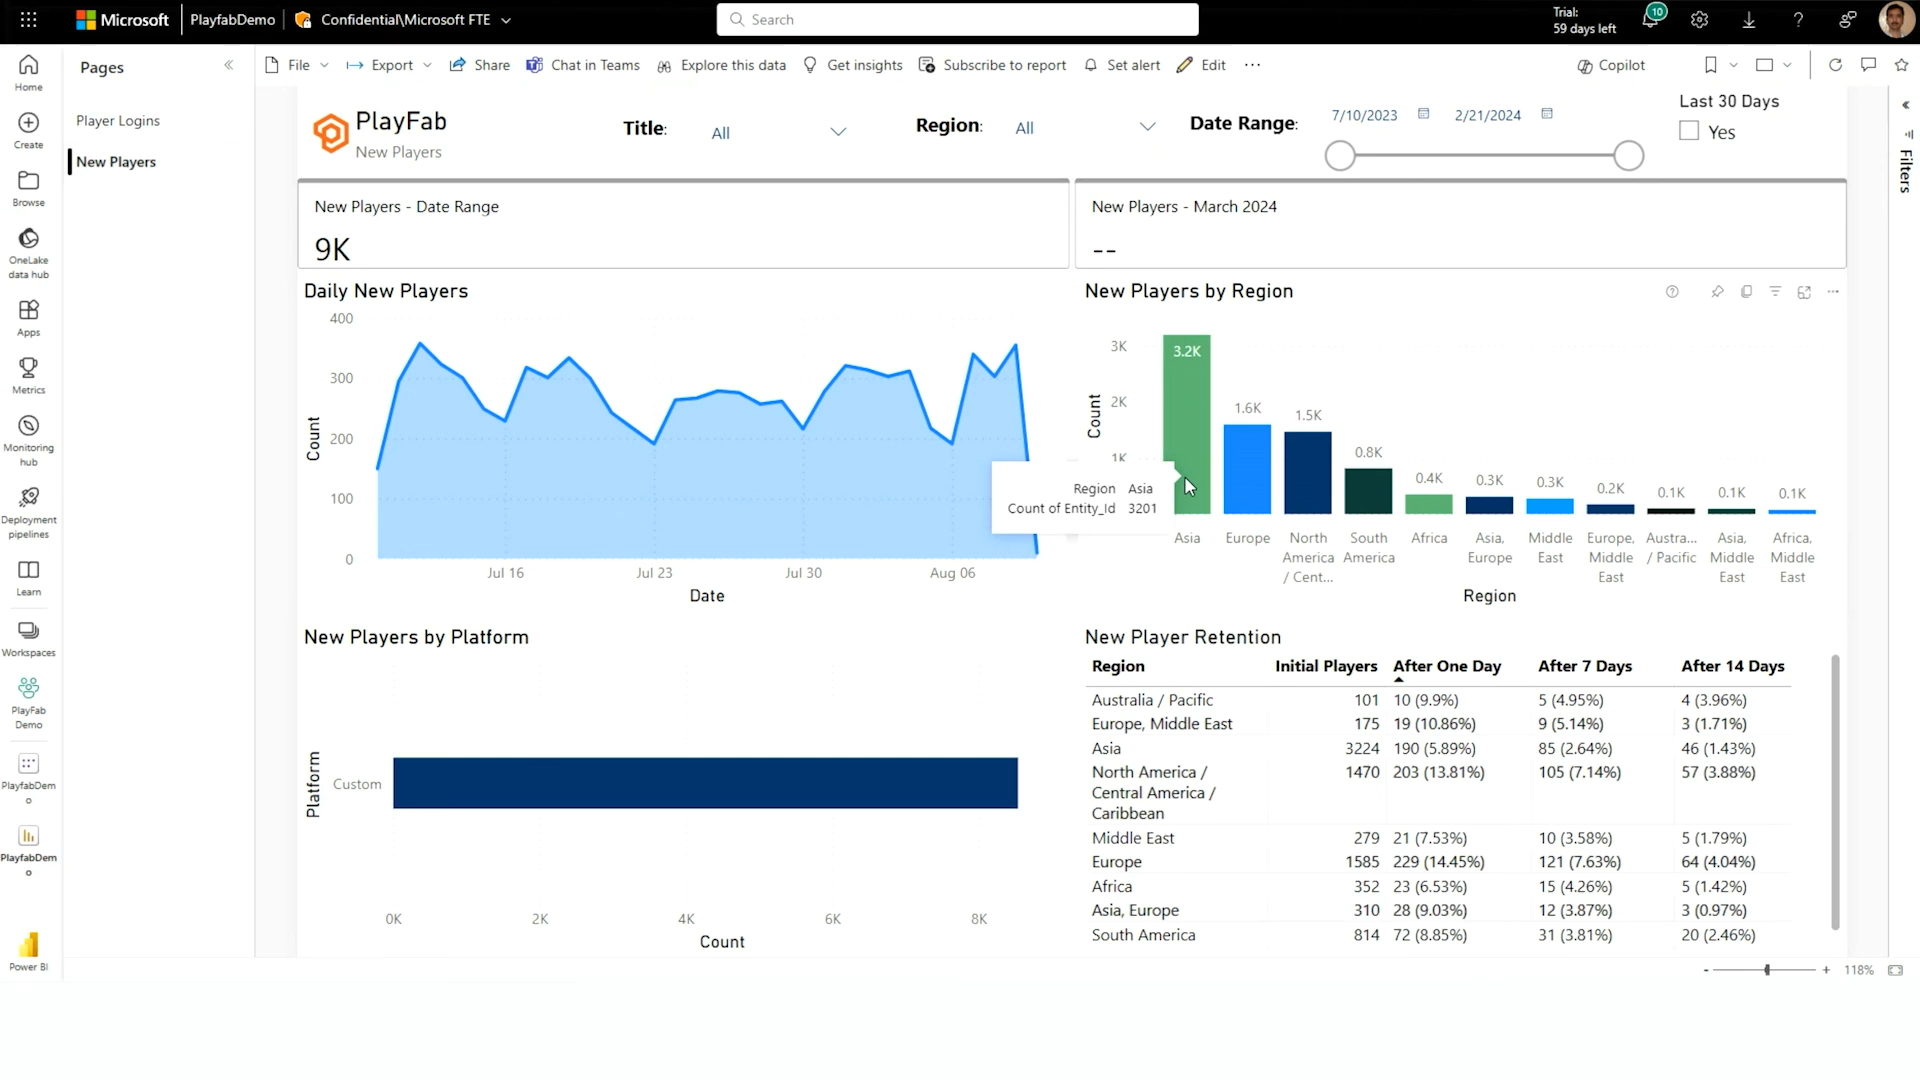 Microsoft
PlayfabDemo
Confidential\Microsoft FTE
Search
Trial:
59 days left
10
Home
Create
Browse
OneLake
data hub
Apps
Metrics
Monitoring
hub
Deployment
pipelines
Learn
Workspaces
PlayFab
Demo
PlayfabDem
o
PlayfabDem
o
Power BI
Pages
Player Logins
New Players
File
Export
Share
Chat in Teams
Explore this data
Get insights
Subscribe to report
Set alert
Edit
Copilot
Filters
PlayFab
New Players
Title:
All
Region:
All
Date Range:
7/10/2023
2/21/2024
Last 30 Days
Yes
New Players - Date Range
9K
New Players - March 2024
--
Daily New Players
400
300
200
100
0
Count
Jul 16
Jul 23
Jul 30
Aug 06
Date
New Players by Region
3K
2K
1K
Count
3.2K
1.6K
1.5K
0.8K
0.4K
0.3K
0.3K
0.2K
0.1K
0.1K
0.1K
Region Asia
Count of Entity_Id 3201
Asia
Europe
North
America
/ Cent...
South
America
Africa
Asia,
Europe
Middle
East
Europe,
Middle
East
Austra...
/ Pacific
Asia,
Middle
East
Africa,
Middle
East
Region
New Players by Platform
Platform
Custom
0K
2K
4K
6K
8K
Count
New Player Retention
Region Initial Players After One Day After 7 Days After 14 Days
Australia / Pacific 101 10 (9.9%) 5 (4.95%) 4 (3.96%)
Europe, Middle East 175 19 (10.86%) 9 (5.14%) 3 (1.71%)
Asia 3224 190 (5.89%) 85 (2.64%) 46 (1.43%)
North America / 1470 203 (13.81%) 105 (7.14%) 57 (3.88%)
Central America /
Caribbean
Middle East 279 21 (7.53%) 10 (3.58%) 5 (1.79%)
Europe 1585 229 (14.45%) 121 (7.63%) 64 (4.04%)
Africa 352 23 (6.53%) 15 (4.26%) 5 (1.42%)
Asia, Europe 310 28 (9.03%) 12 (3.87%) 3 (0.97%)
South America 814 72 (8.85%) 31 (3.81%) 20 (2.46%)
- + 118%